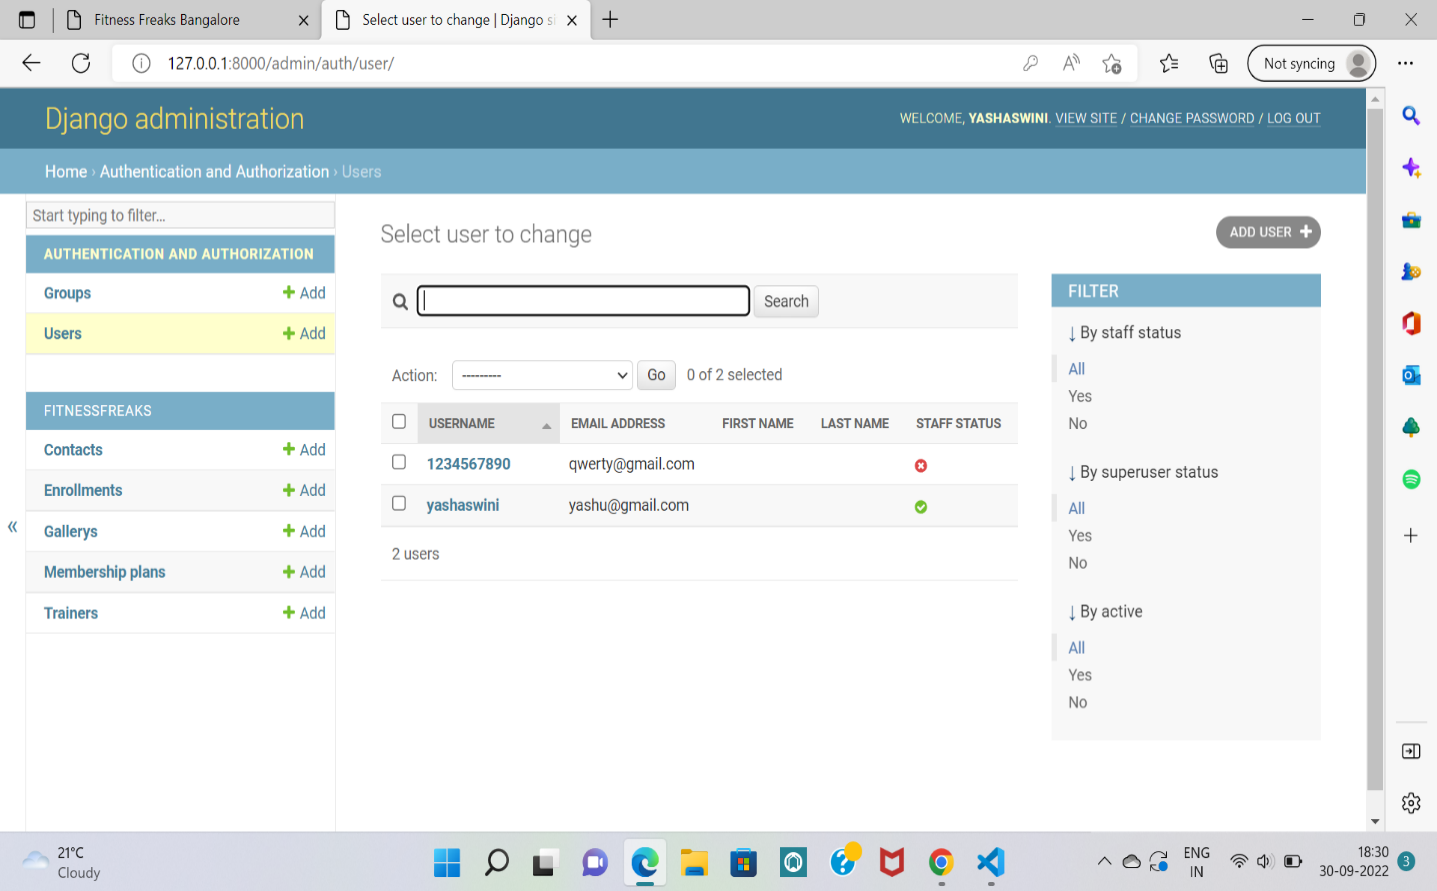 Fitness Freaks Bangalore
Select user to change | Django si
127.0.0.1:8000/admin/auth/user/
Not syncing
Django administration
WELCOME, YASHASWINI. VIEW SITE / CHANGE PASSWORD / LOG OUT
Home › Authentication and Authorization › Users
Start typing to filter...
AUTHENTICATION AND AUTHORIZATION
Groups
Add
Users
Add
FITNESSFREAKS
Contacts
Add
Enrollments
Add
Gallerys
Add
Membership plans
Add
Trainers
Add
Select user to change
ADD USER
Search
Action: --------- Go 0 of 2 selected
USERNAME EMAIL ADDRESS FIRST NAME LAST NAME STAFF STATUS
1234567890 qwerty@gmail.com
yashaswini yashu@gmail.com
2 users
FILTER
↓ By staff status
All
Yes
No
↓ By superuser status
All
Yes
No
↓ By active
All
Yes
No
21°C
Cloudy
ENG
IN
18:30
30-09-2022
3